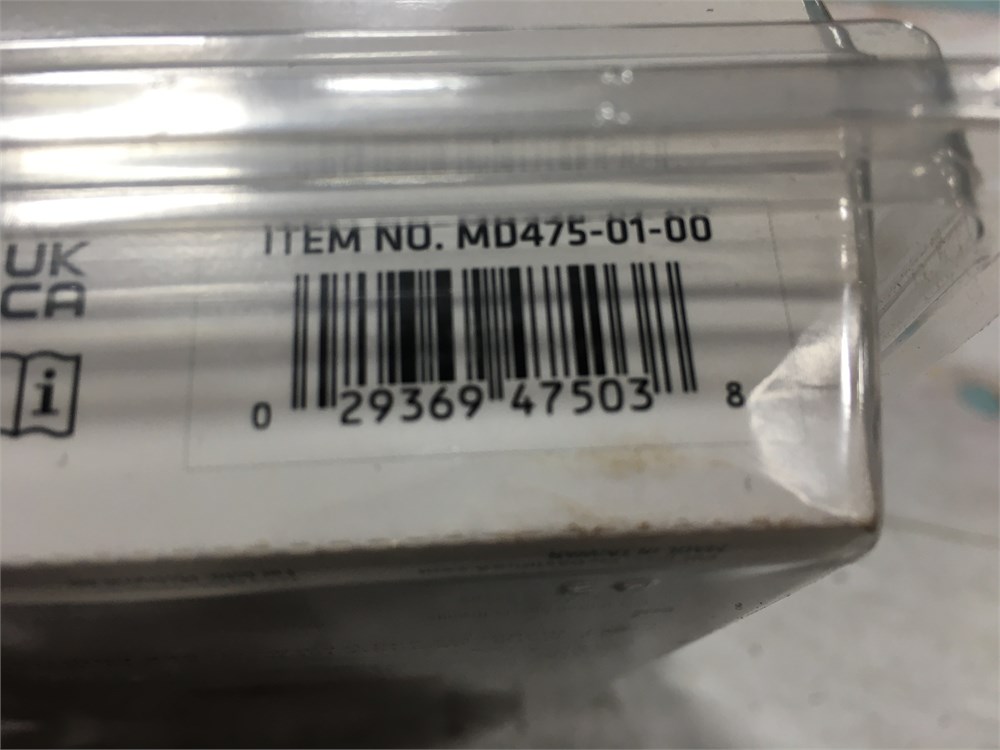 ITEM NO. MD475-01-00
UK
CA
i
0 29369 47503 8